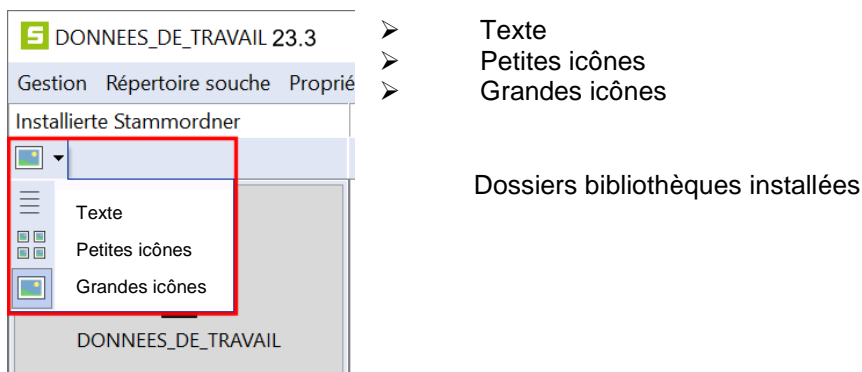 DONNEES_DE_TRAVAIL 23.3
Gestion Répertoire souche Proprié
Installierte Stammordner
Texte
Petites icônes
Grandes icônes
DONNEES_DE_TRAVAIL
➢ Texte
➢ Petites icônes
➢ Grandes icônes
Dossiers bibliothèques installées